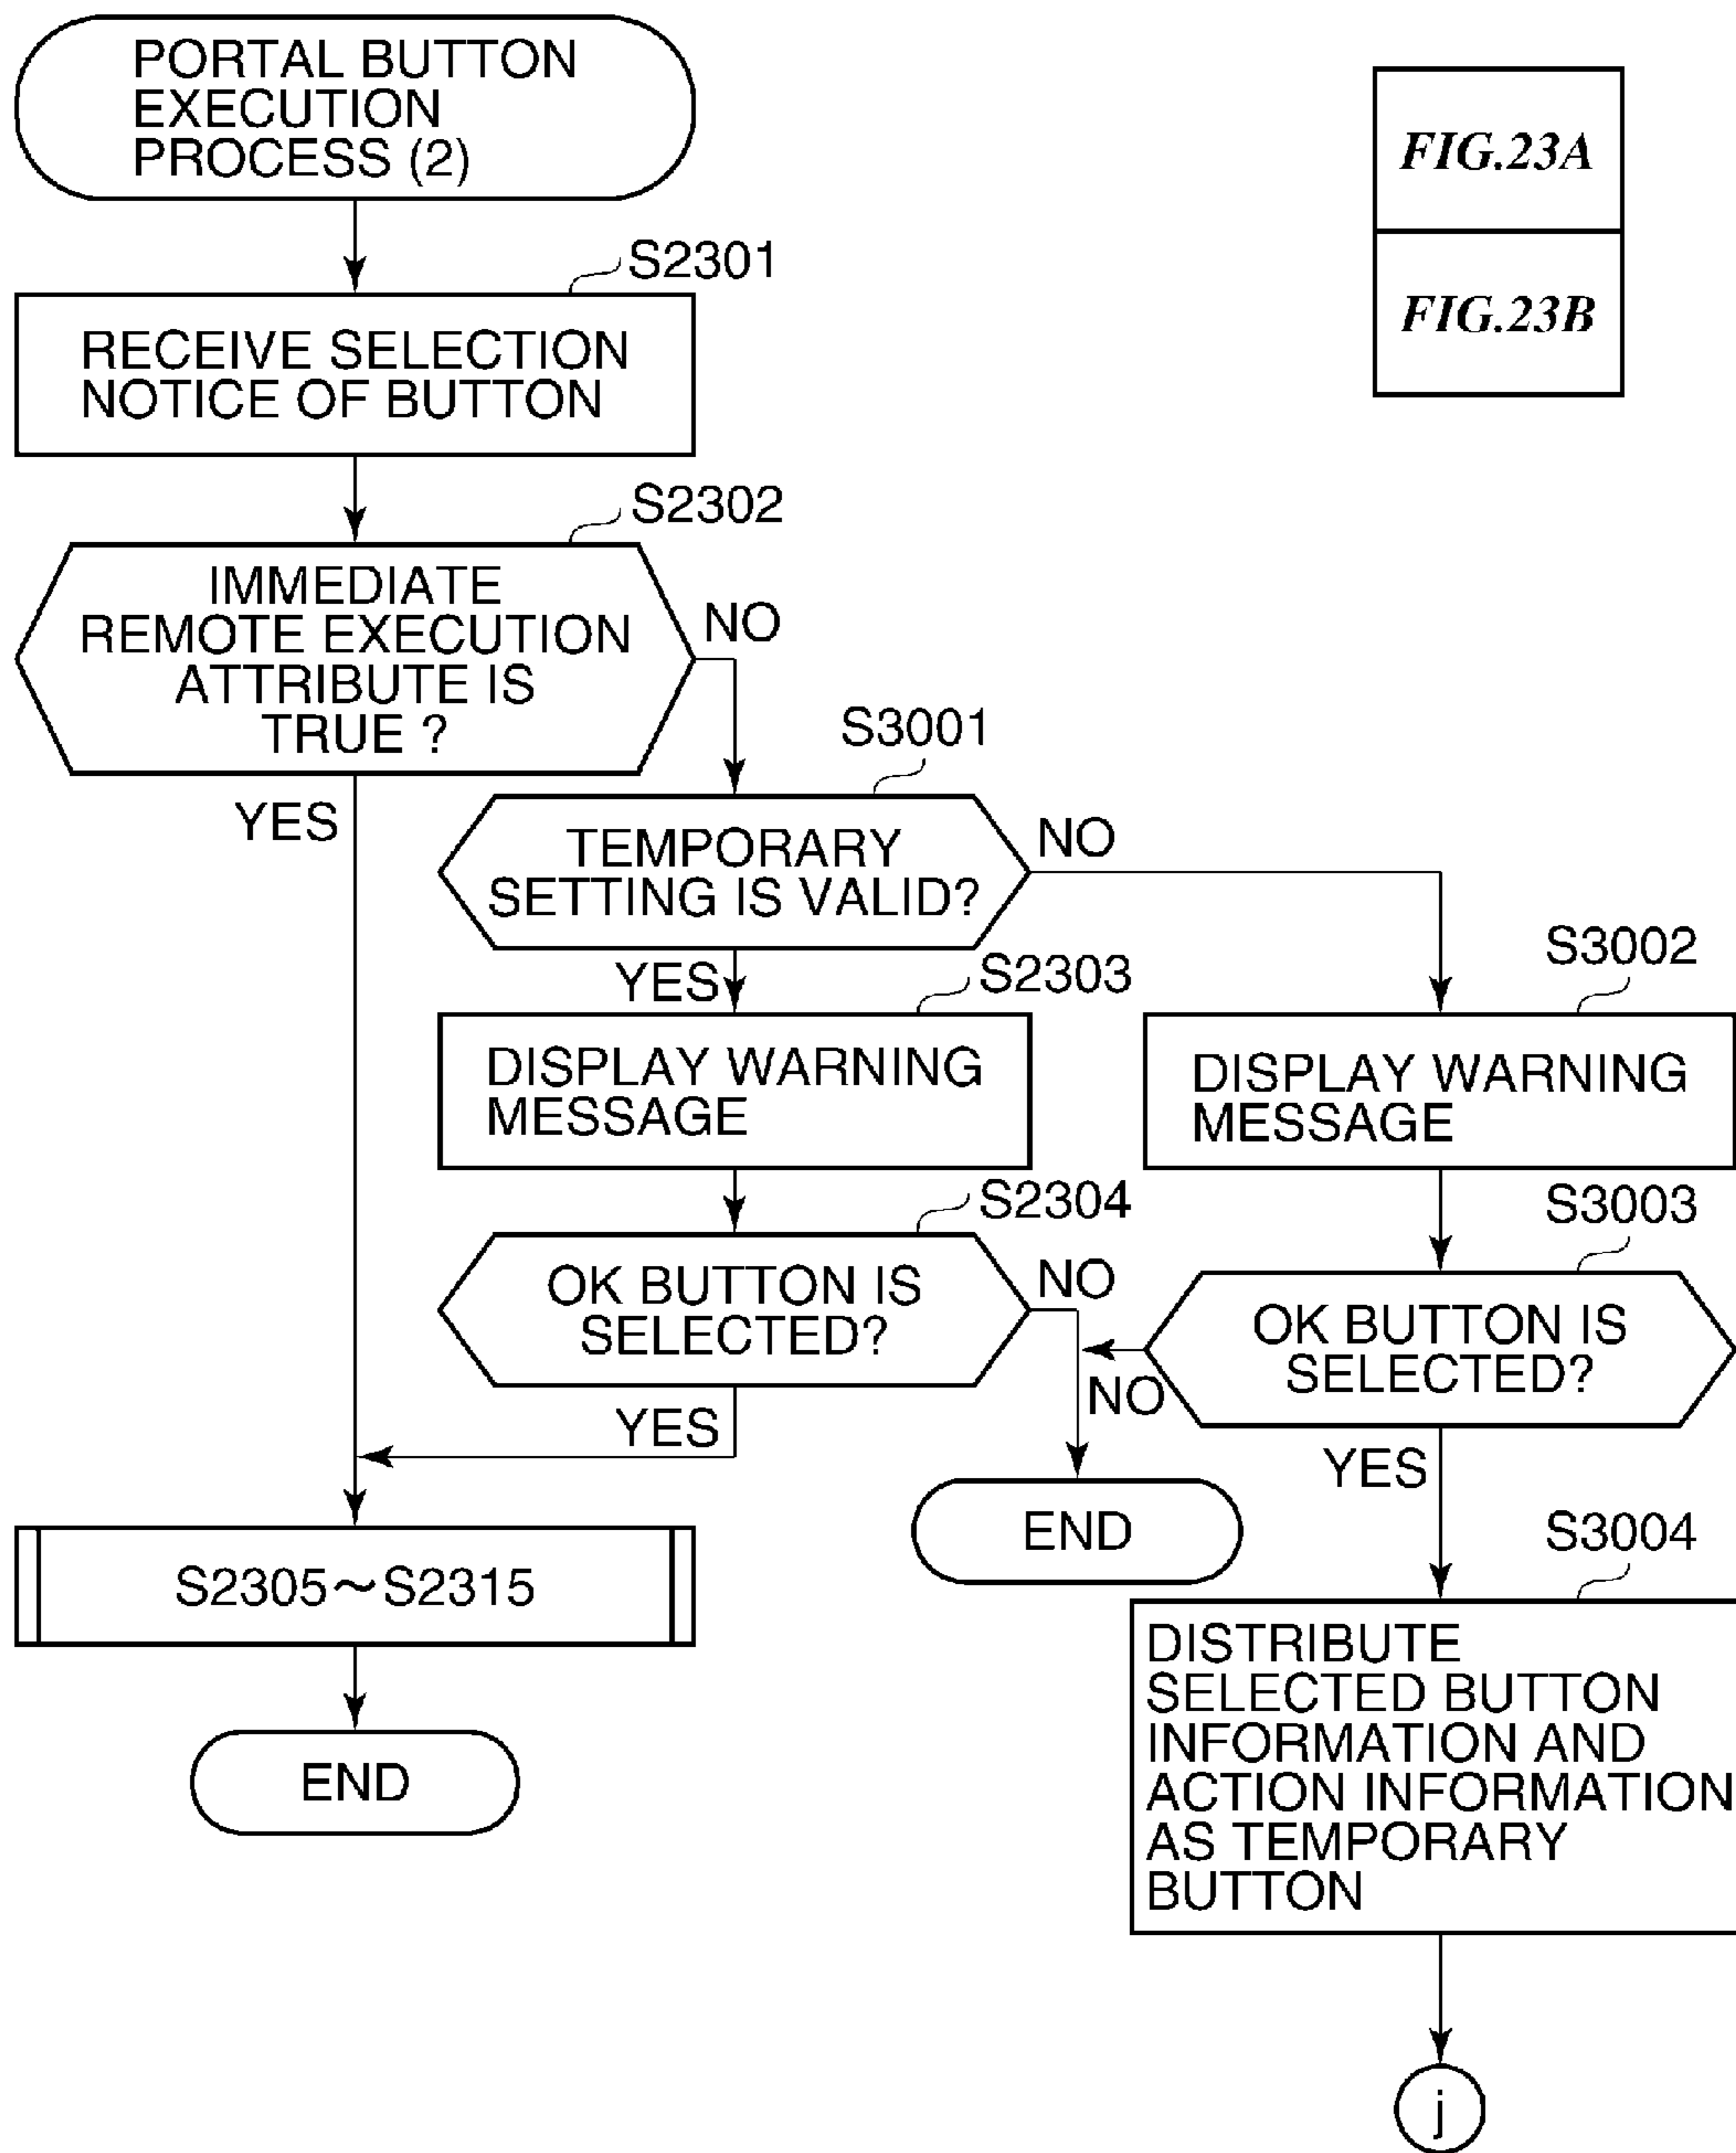 PORTAL BUTTON
EXECUTION
PROCESS (2)
FIG.23A
FIG.23B
S2301
RECEIVE SELECTION
NOTICE OF BUTTON
S2302
IMMEDIATE
REMOTE EXECUTION
ATTRIBUTE IS
TRUE ?
NO
YES
S3001
TEMPORARY
SETTING IS VALID?
NO
YES
S2303
S3002
DISPLAY WARNING
MESSAGE
DISPLAY WARNING
MESSAGE
S2304
S3003
OK BUTTON IS
SELECTED?
NO
YES
OK BUTTON IS
SELECTED?
NO
YES
END
S2305～S2315
END
S3004
DISTRIBUTE
SELECTED BUTTON
INFORMATION AND
ACTION INFORMATION
AS TEMPORARY
BUTTON
j